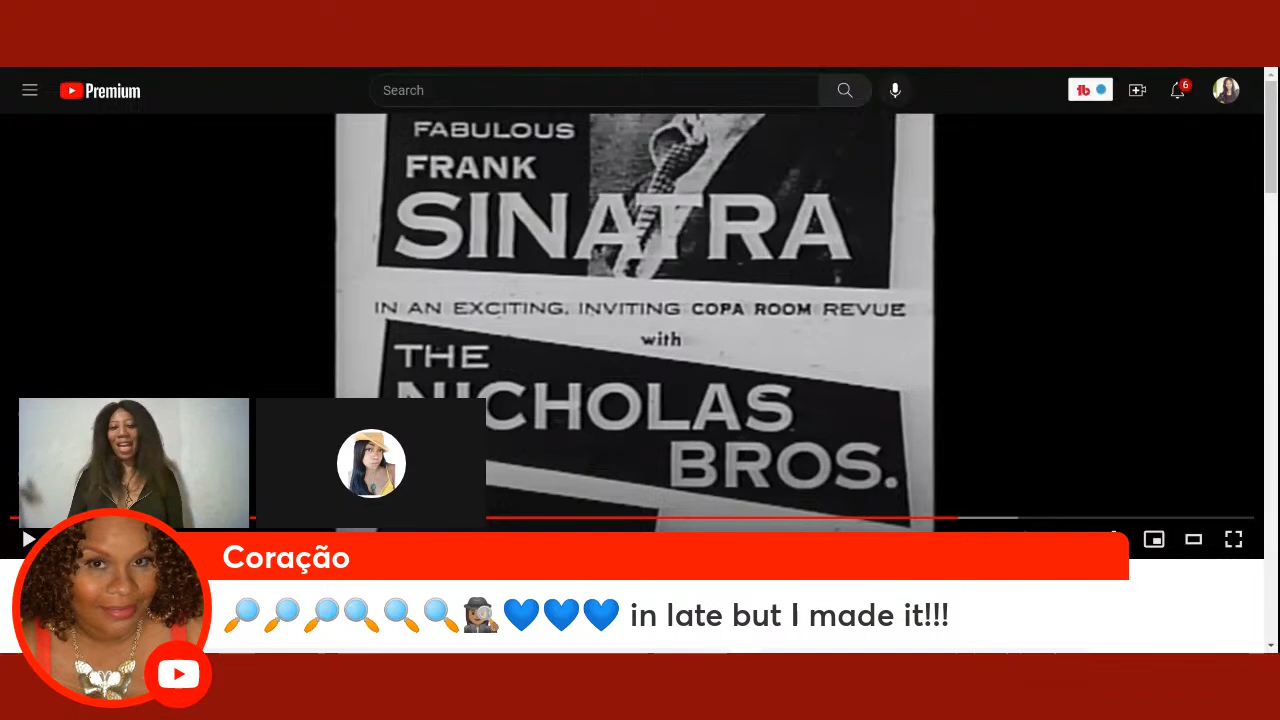 Premium
Search
6
FABULOUS
FRANK
SINATRA
IN AN EXCITING, INVITING COPA ROOM REVUE
with
THE
NICHOLAS
BROS.
Coração
🔎🔎🔎🔍🔍🔍🕵🏾💙💙💙 in late but I made it!!!